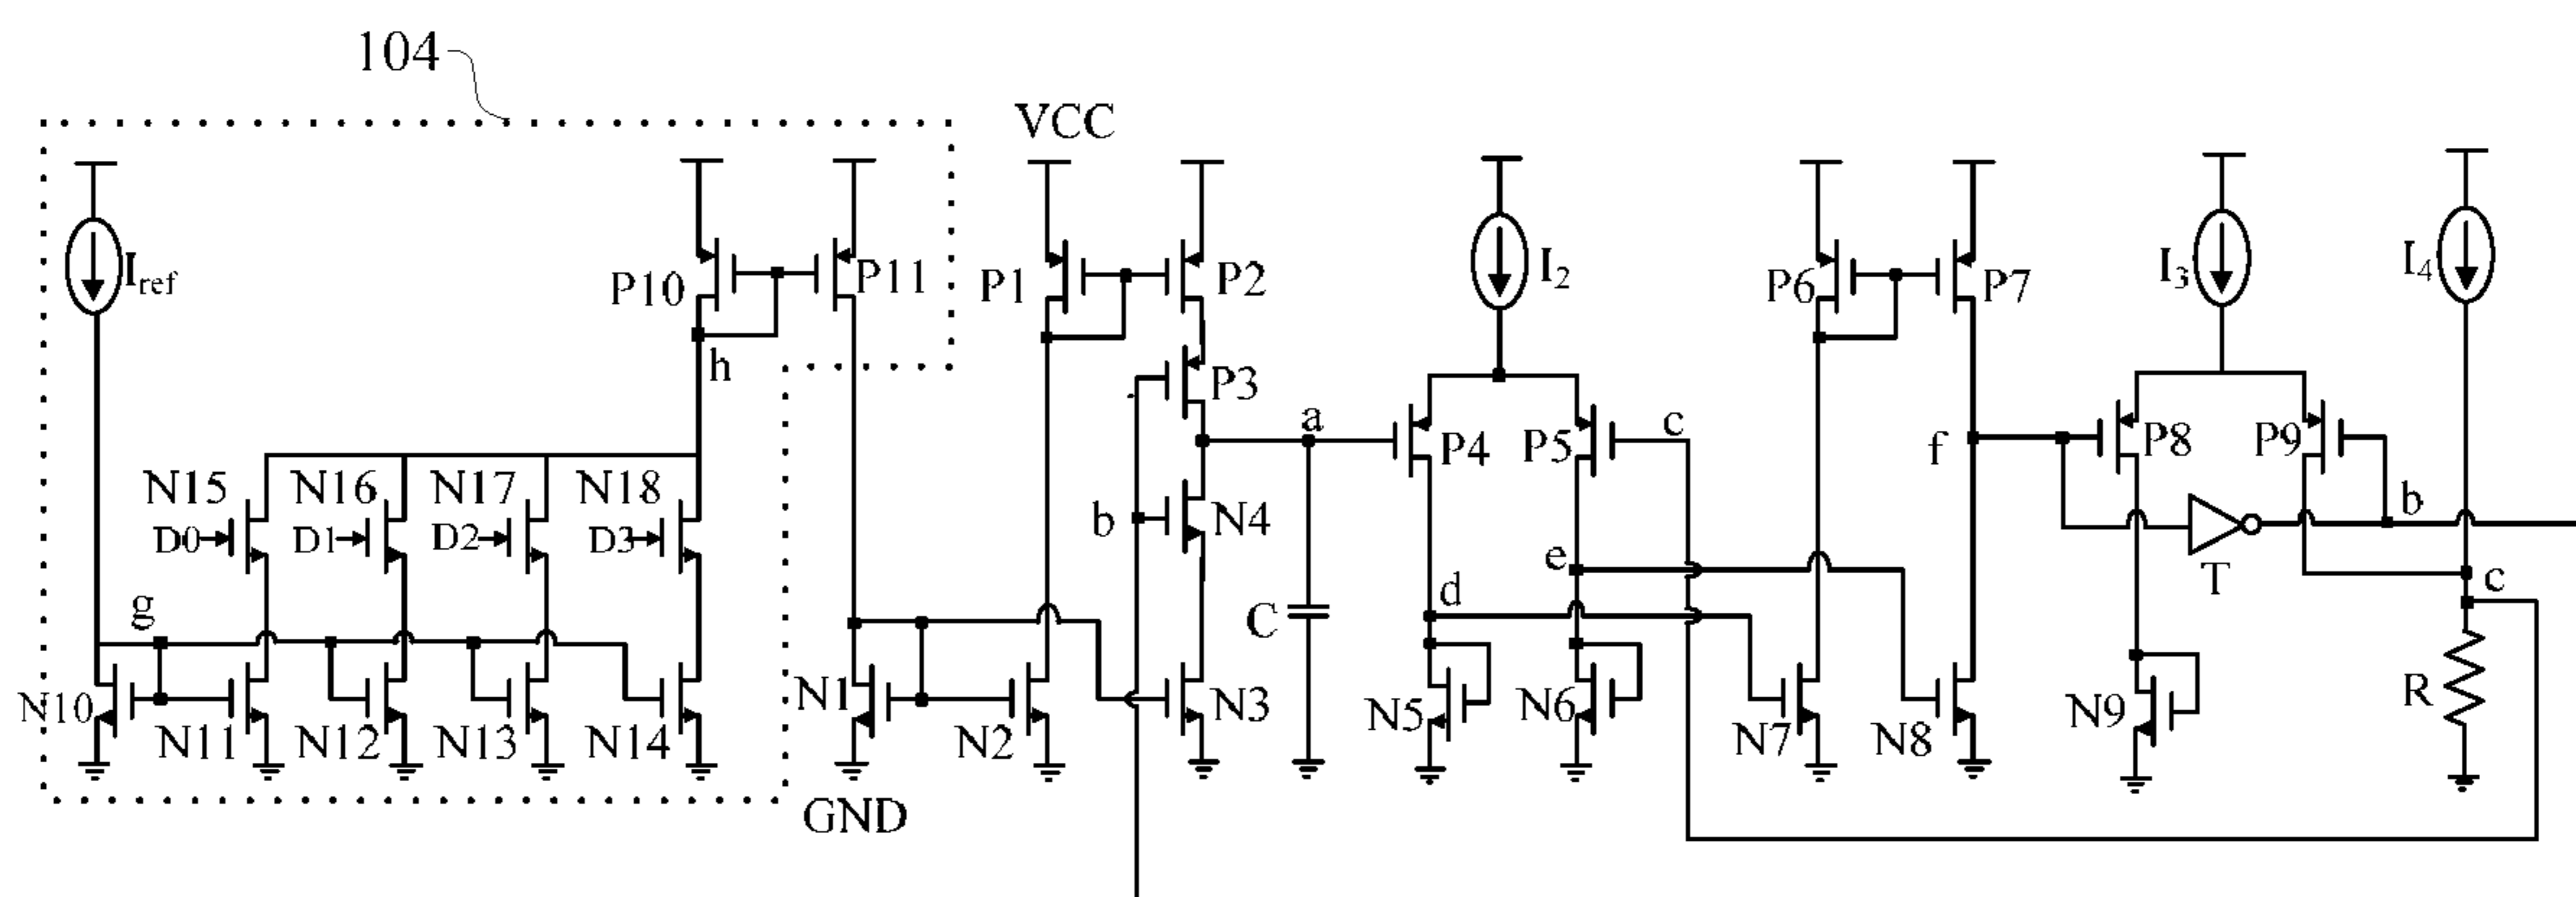 104
VCC
Iref
P10
P11
P1
P2
I2
P6
P7
I3
I4
h
P3
a
c
P4
P5
f
P8
P9
N15
N16
N17
N18
D0
D1
D2
D3
b
N4
b
e
T
c
g
C
d
N10
N11
N12
N13
N14
N1
N2
N3
N5
N6
N7
N8
N9
R
GND